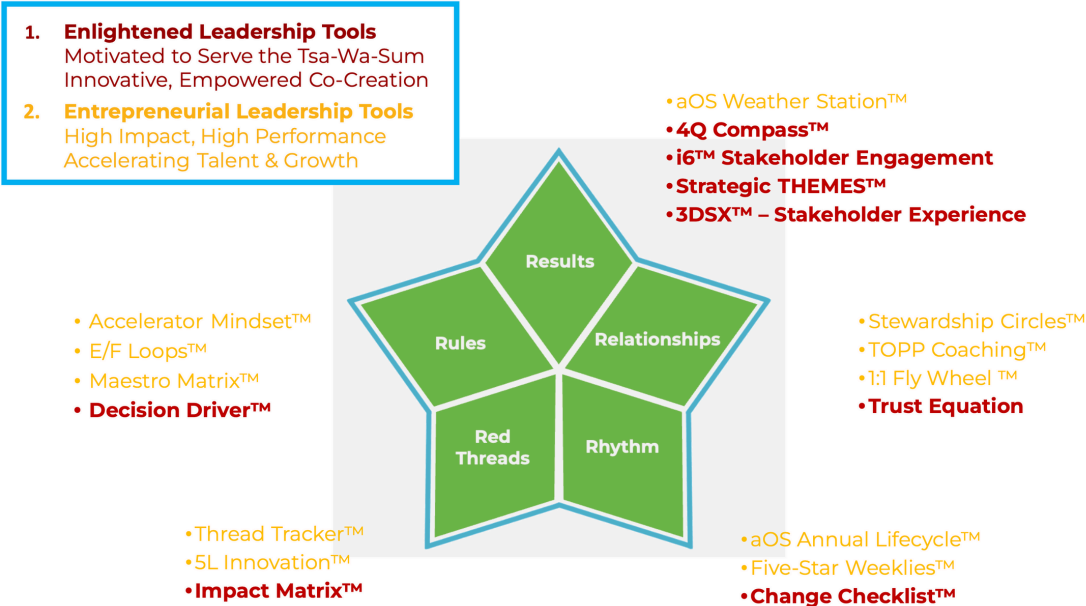 1. Enlightened Leadership Tools
Motivated to Serve the Tsa-Wa-Sum
Innovative, Empowered Co-Creation
2. Entrepreneurial Leadership Tools
High Impact, High Performance
Accelerating Talent & Growth
•aOS Weather Station™
•4Q Compass™
•i6™ Stakeholder Engagement
•Strategic THEMES™
•3DSX™ – Stakeholder Experience
Results
Rules
Relationships
Red
Threads
Rhythm
• Accelerator Mindset™
• E/F Loops™
• Maestro Matrix™
• Decision Driver™
•Stewardship Circles™
•TOPP Coaching™
•1:1 Fly Wheel ™
•Trust Equation
•Thread Tracker™
•5L Innovation™
•Impact Matrix™
•aOS Annual Lifecycle™
•Five-Star Weeklies™
•Change Checklist™